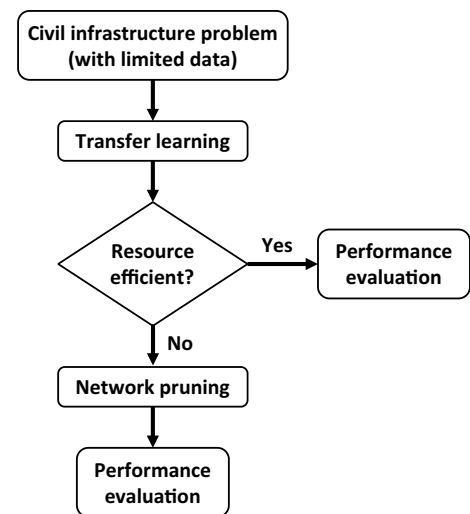 Civil infrastructure problem
(with limited data)
Transfer learning
Resource
efficient?
Yes
Performance
evaluation
No
Network pruning
Performance
evaluation